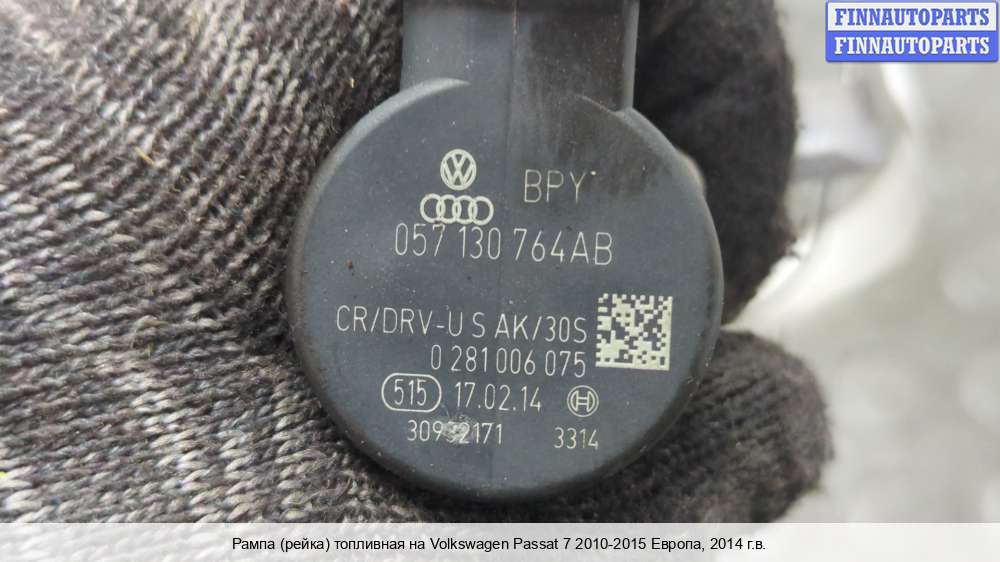 FINNAUTOPARTS
FINNAUTOPARTS
BPY
057 130 764AB
CR/DRV-U S AK/30S
0 281 006 075
515 17.02.14
3314
Рампа (рейка) топливная на Volkswagen Passat 7 2010-2015 Европа, 2014 г.в.